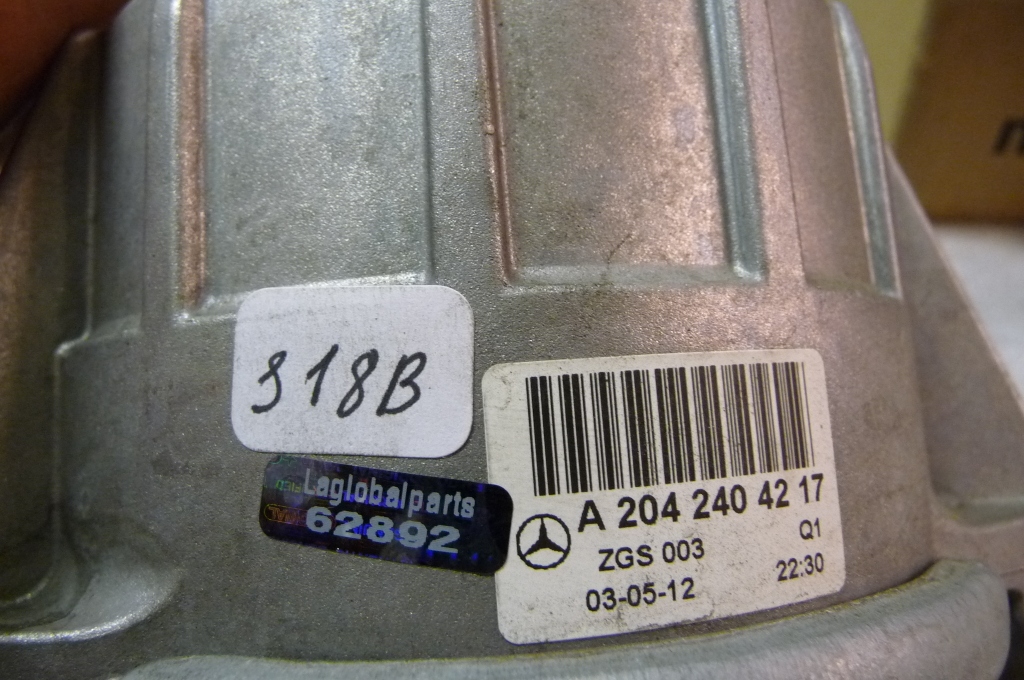 318B
Laglobalparts
62892
A 204 240 42 17
ZGS 003
Q1
03-05-12
22:30